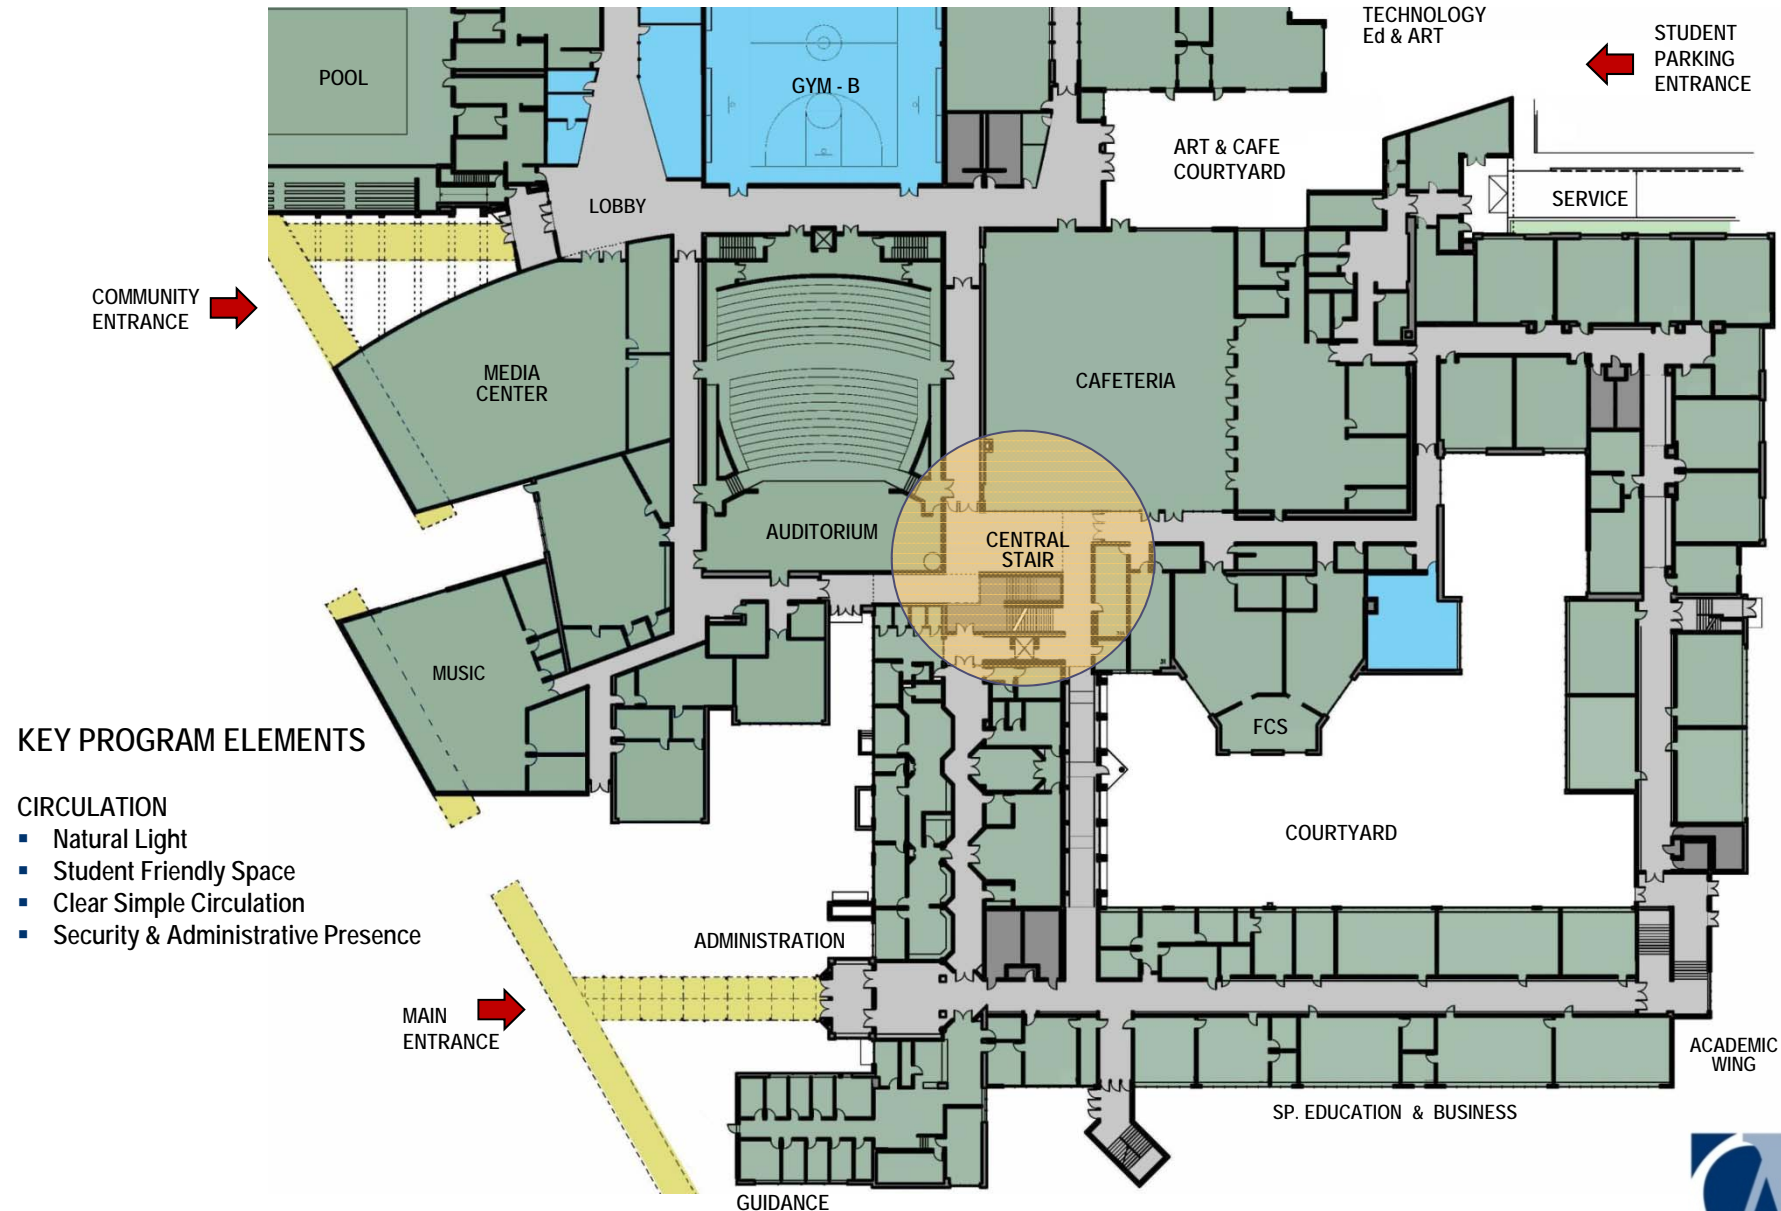 TECHNOLOGY
Ed & ART
STUDENT
PARKING
ENTRANCE
POOL
GYM - B
ART & CAFE
COURTYARD
SERVICE
LOBBY
COMMUNITY
ENTRANCE
MEDIA
CENTER
CAFETERIA
AUDITORIUM
CENTRAL
STAIR
MUSIC
FCS
KEY PROGRAM ELEMENTS
CIRCULATION
▪ Natural Light
▪ Student Friendly Space
▪ Clear Simple Circulation
▪ Security & Administrative Presence
COURTYARD
ADMINISTRATION
MAIN
ENTRANCE
ACADEMIC
WING
SP. EDUCATION & BUSINESS
GUIDANCE